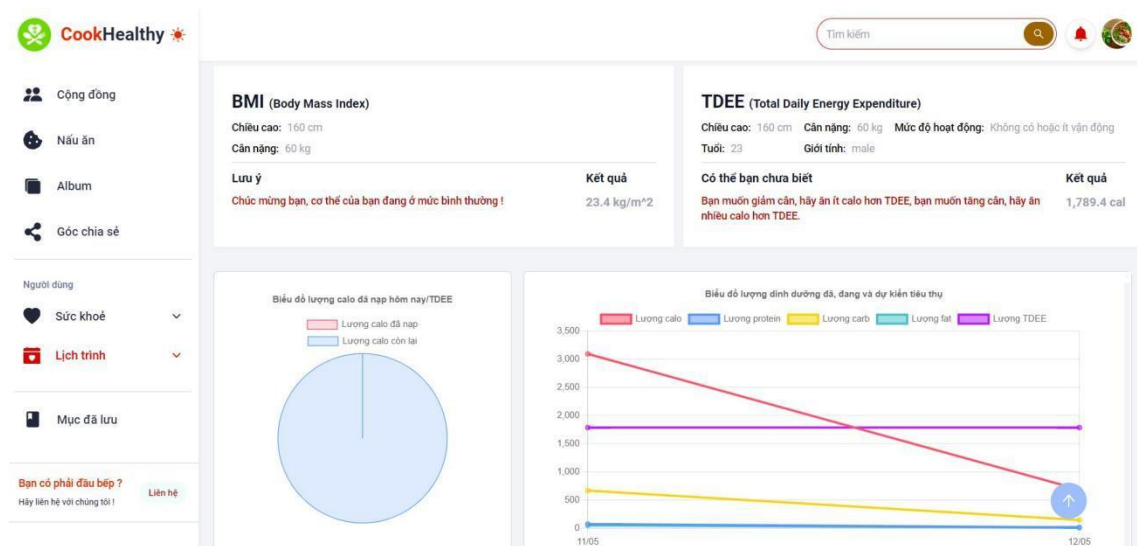 CookHealthy
Tìm kiếm
Cộng đồng
Nấu ăn
Album
Góc chia sẻ
Người dùng
Sức khoẻ
Lịch trình
Mục đã lưu
Bạn có phải đầu bếp ?
Hãy liên hệ với chúng tôi !
Liên hệ
BMI (Body Mass Index)
Chiều cao: 160 cm
Cân nặng: 60 kg
Lưu ý Kết quả
Chúc mừng bạn, cơ thể của bạn đang ở mức bình thường ! 23.4 kg/m^2
TDEE (Total Daily Energy Expenditure)
Chiều cao: 160 cm Cân nặng: 60 kg Mức độ hoạt động: Không có hoặc ít vận động
Tuổi: 23 Giới tính: male
Có thể bạn chưa biết Kết quả
Bạn muốn giảm cân, hãy ăn ít calo hơn TDEE, bạn muốn tăng cân, hãy ăn 1,789.4 cal
nhiều calo hơn TDEE.
Biểu đồ lượng calo đã nạp hôm nay/TDEE
Lượng calo đã nạp
Lượng calo còn lại
Biểu đồ lượng dinh dưỡng đã, đang và dự kiến tiêu thụ
Lượng calo Lượng protein Lượng carb Lượng fat Lượng TDEE
3,500
3,000
2,500
2,000
1,500
1,000
500
0
11/05 12/05